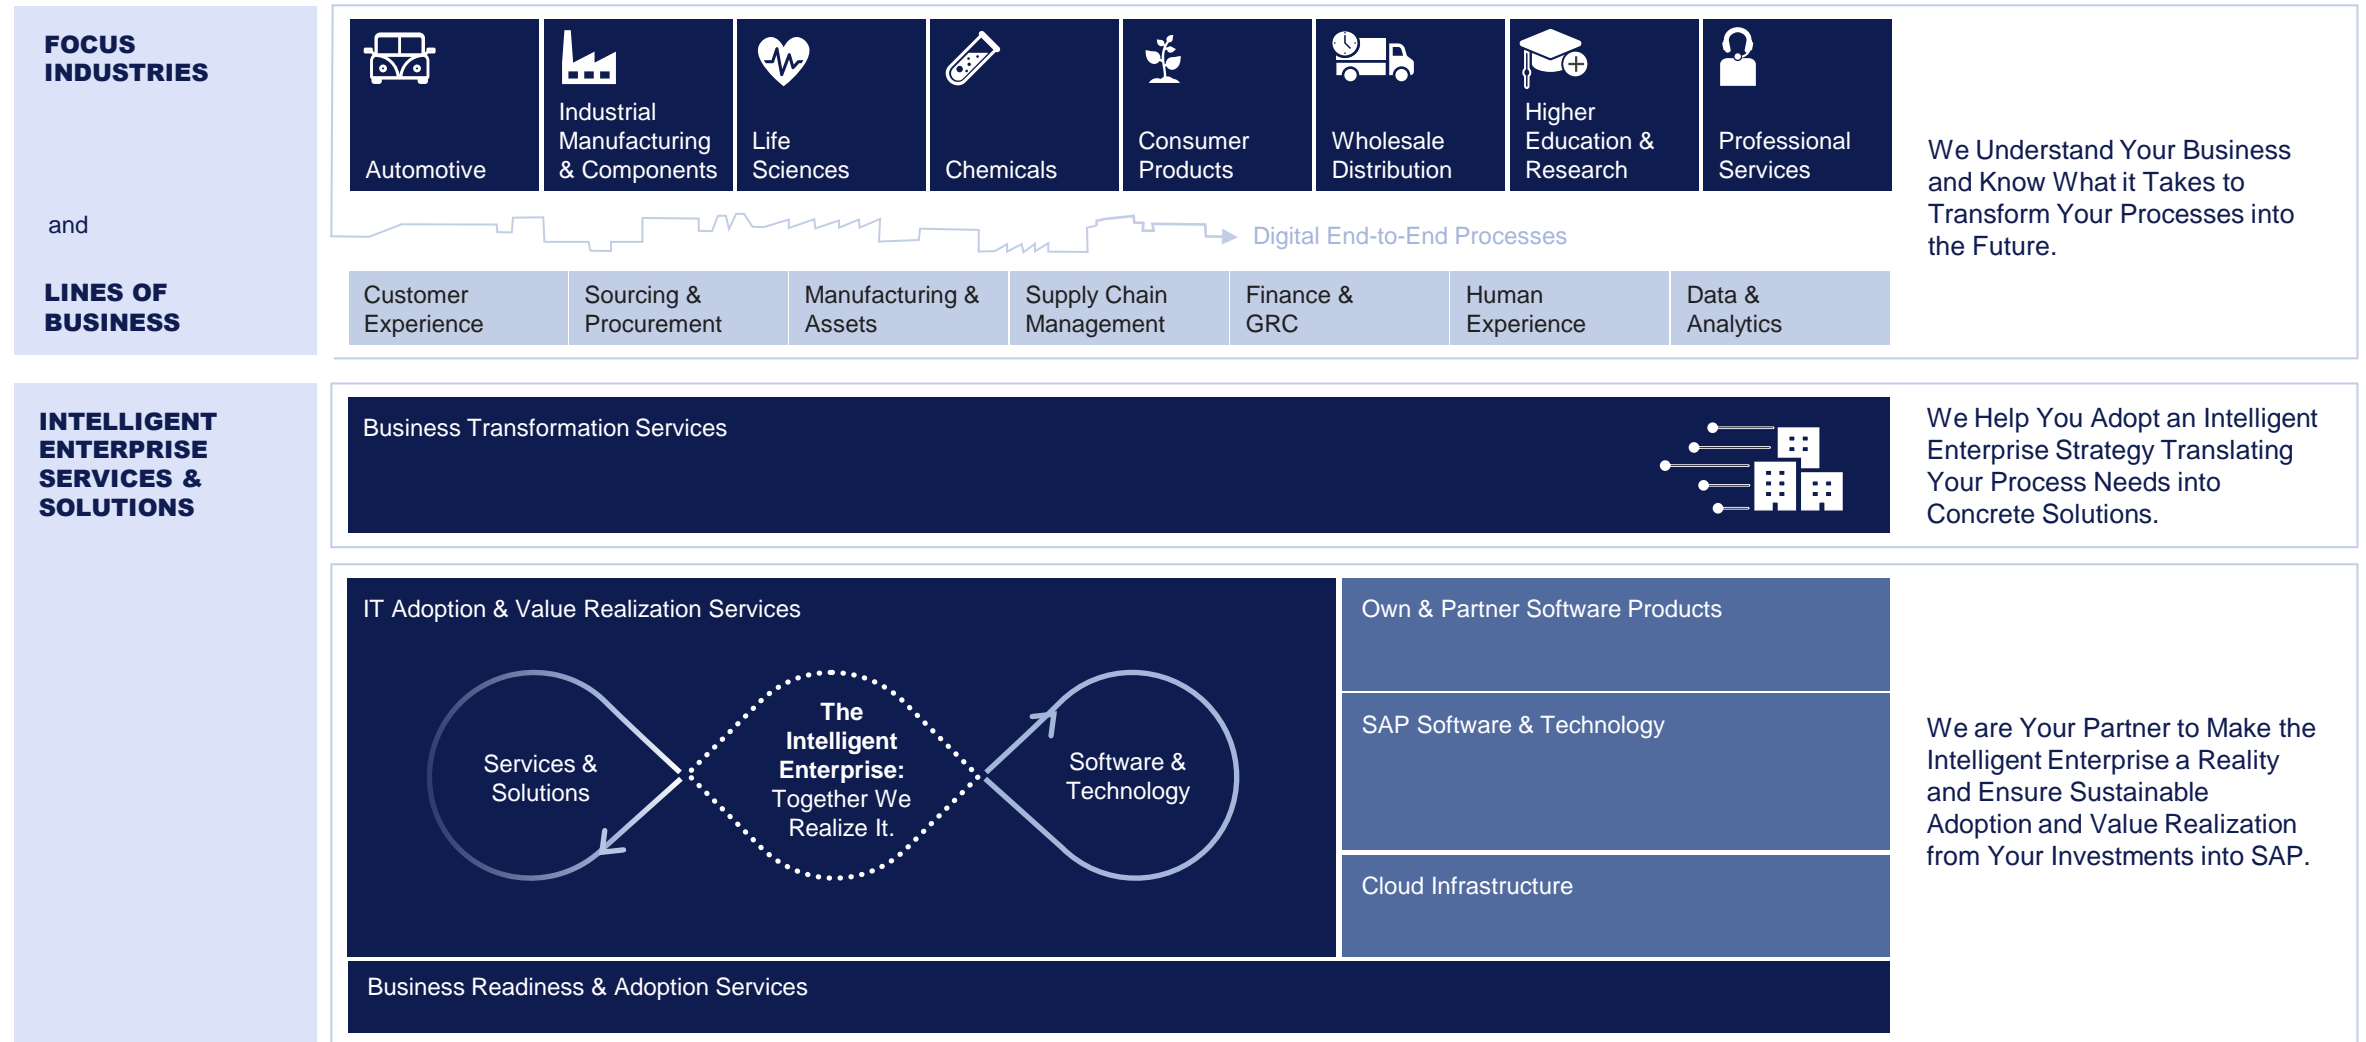 FOCUS
INDUSTRIES
Automotive
Industrial
Manufacturing
& Components
Life
Sciences
Chemicals
Consumer
Products
Wholesale
Distribution
Higher
Education &
Research
Professional
Services
We Understand Your Business
and Know What it Takes to
Transform Your Processes into
the Future.
and
Digital End-to-End Processes
LINES OF
BUSINESS
Customer
Experience
Sourcing &
Procurement
Manufacturing &
Assets
Supply Chain
Management
Finance &
GRC
Human
Experience
Data &
Analytics
INTELLIGENT
ENTERPRISE
SERVICES &
SOLUTIONS
Business Transformation Services
We Help You Adopt an Intelligent
Enterprise Strategy Translating
Your Process Needs into
Concrete Solutions.
IT Adoption & Value Realization Services
Services &
Solutions
The
Intelligent
Enterprise:
Together We
Realize It.
Software &
Technology
Own & Partner Software Products
SAP Software & Technology
Cloud Infrastructure
We are Your Partner to Make the
Intelligent Enterprise a Reality
and Ensure Sustainable
Adoption and Value Realization
from Your Investments into SAP.
Business Readiness & Adoption Services